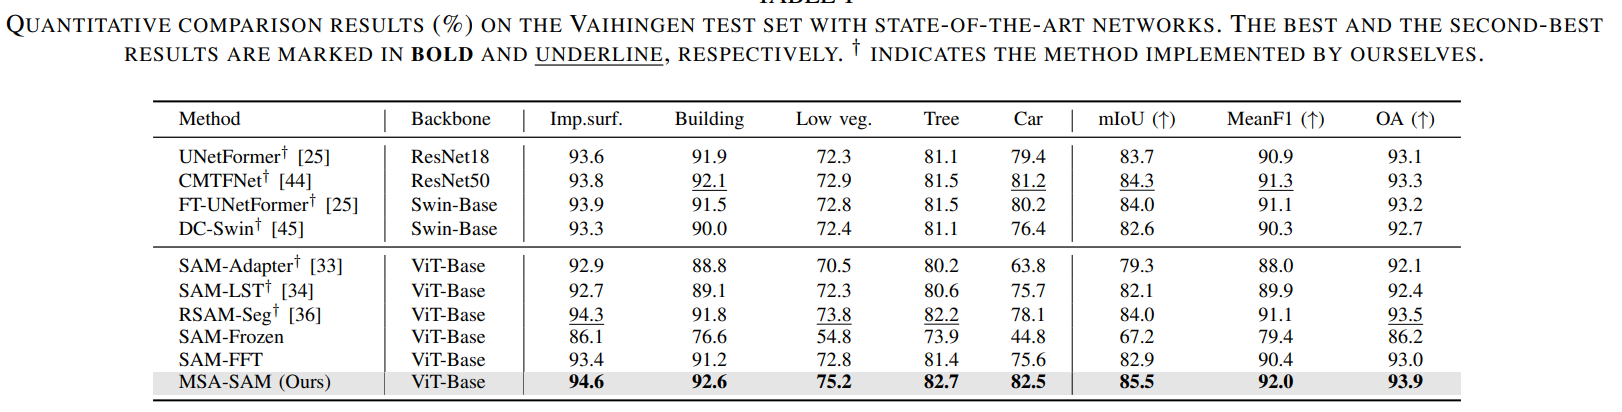 TABLE I
QUANTITATIVE COMPARISON RESULTS (%) ON THE VAIHINGEN TEST SET WITH STATE-OF-THE-ART NETWORKS. THE BEST AND THE SECOND-BEST
RESULTS ARE MARKED IN BOLD AND UNDERLINE, RESPECTIVELY. † INDICATES THE METHOD IMPLEMENTED BY OURSELVES.
Method Backbone Imp.surf. Building Low veg. Tree Car mIoU (↑) MeanF1 (↑) OA (↑)
UNetFormer† [25] ResNet18 93.6 91.9 72.3 81.1 79.4 83.7 90.9 93.1
CMTFNet† [44] ResNet50 93.8 92.1 72.9 81.5 81.2 84.3 91.3 93.3
FT-UNetFormer† [25] Swin-Base 93.9 91.5 72.8 81.5 80.2 84.0 91.1 93.2
DC-Swin† [45] Swin-Base 93.3 90.0 72.4 81.1 76.4 82.6 90.3 92.7
SAM-Adapter† [33] ViT-Base 92.9 88.8 70.5 80.2 63.8 79.3 88.0 92.1
SAM-LST† [34] ViT-Base 92.7 89.1 72.3 80.6 75.7 82.1 89.9 92.4
RSAM-Seg† [36] ViT-Base 94.3 91.8 73.8 82.2 78.1 84.0 91.1 93.5
SAM-Frozen ViT-Base 86.1 76.6 54.8 73.9 44.8 67.2 79.4 86.2
SAM-FFT ViT-Base 93.4 91.2 72.8 81.4 75.6 82.9 90.4 93.0
MSA-SAM (Ours) ViT-Base 94.6 92.6 75.2 82.7 82.5 85.5 92.0 93.9